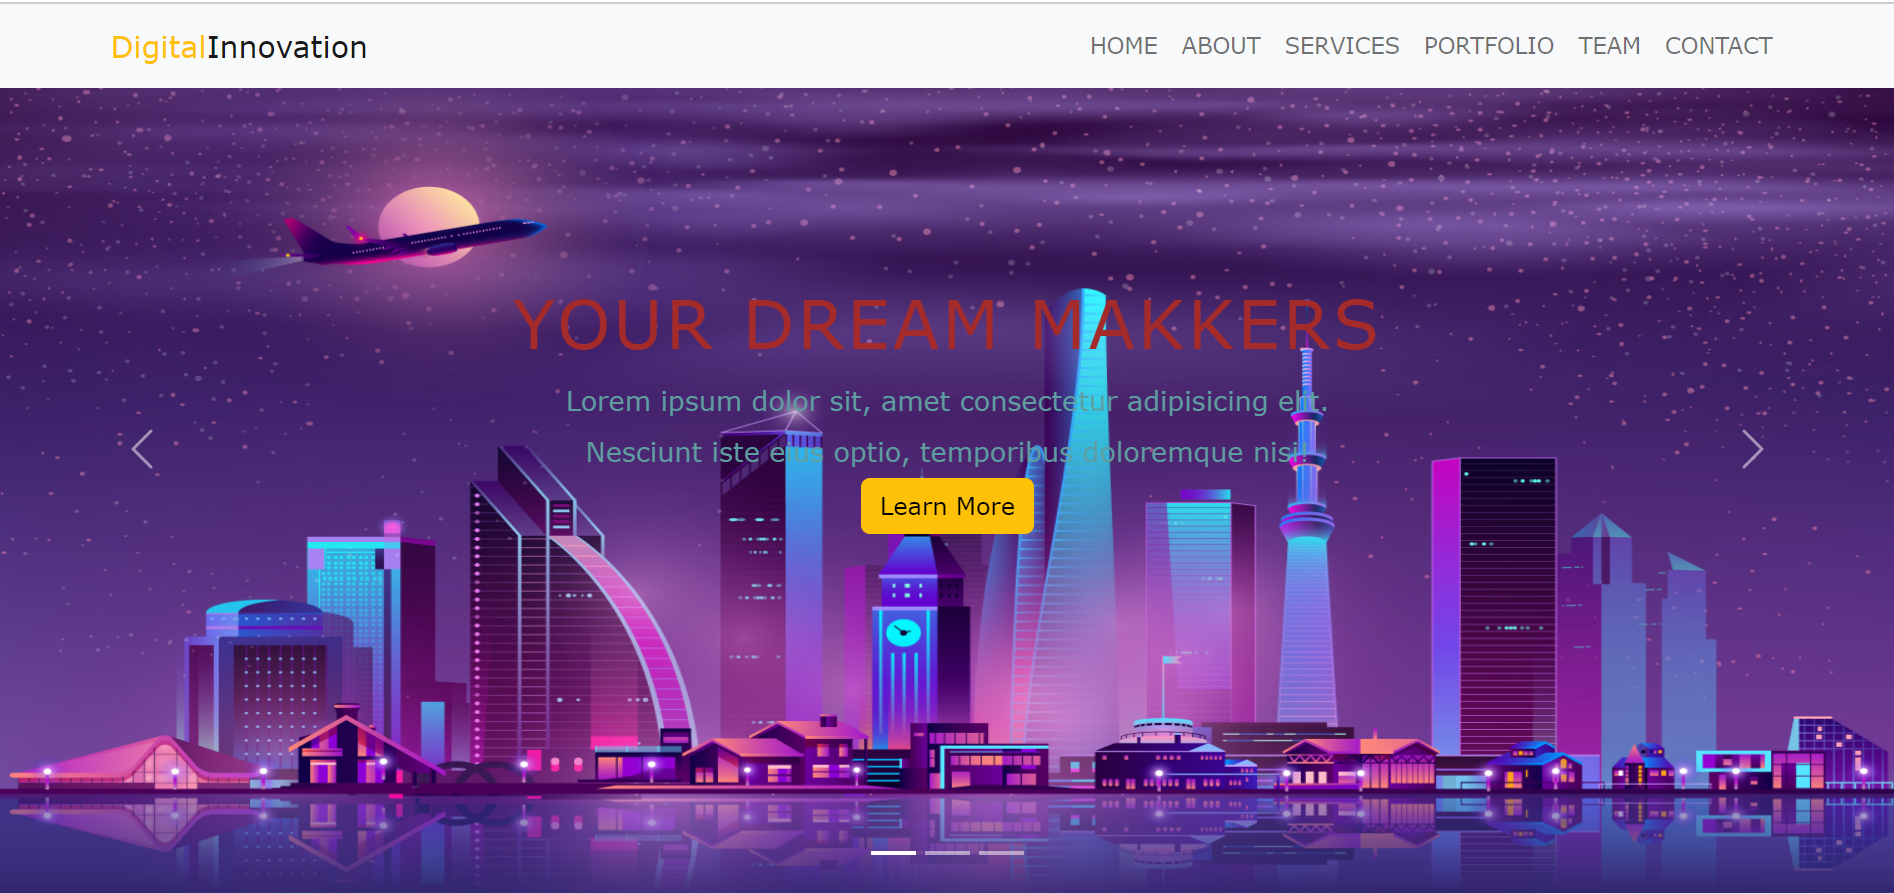 DigitalInnovation
HOME ABOUT SERVICES PORTFOLIO TEAM CONTACT
YOUR DREAM MAKKERS
Lorem ipsum dolor sit, amet consectetur adipisicing elit.
Nesciunt iste eius optio, temporibus doloremque nisi!
Learn More